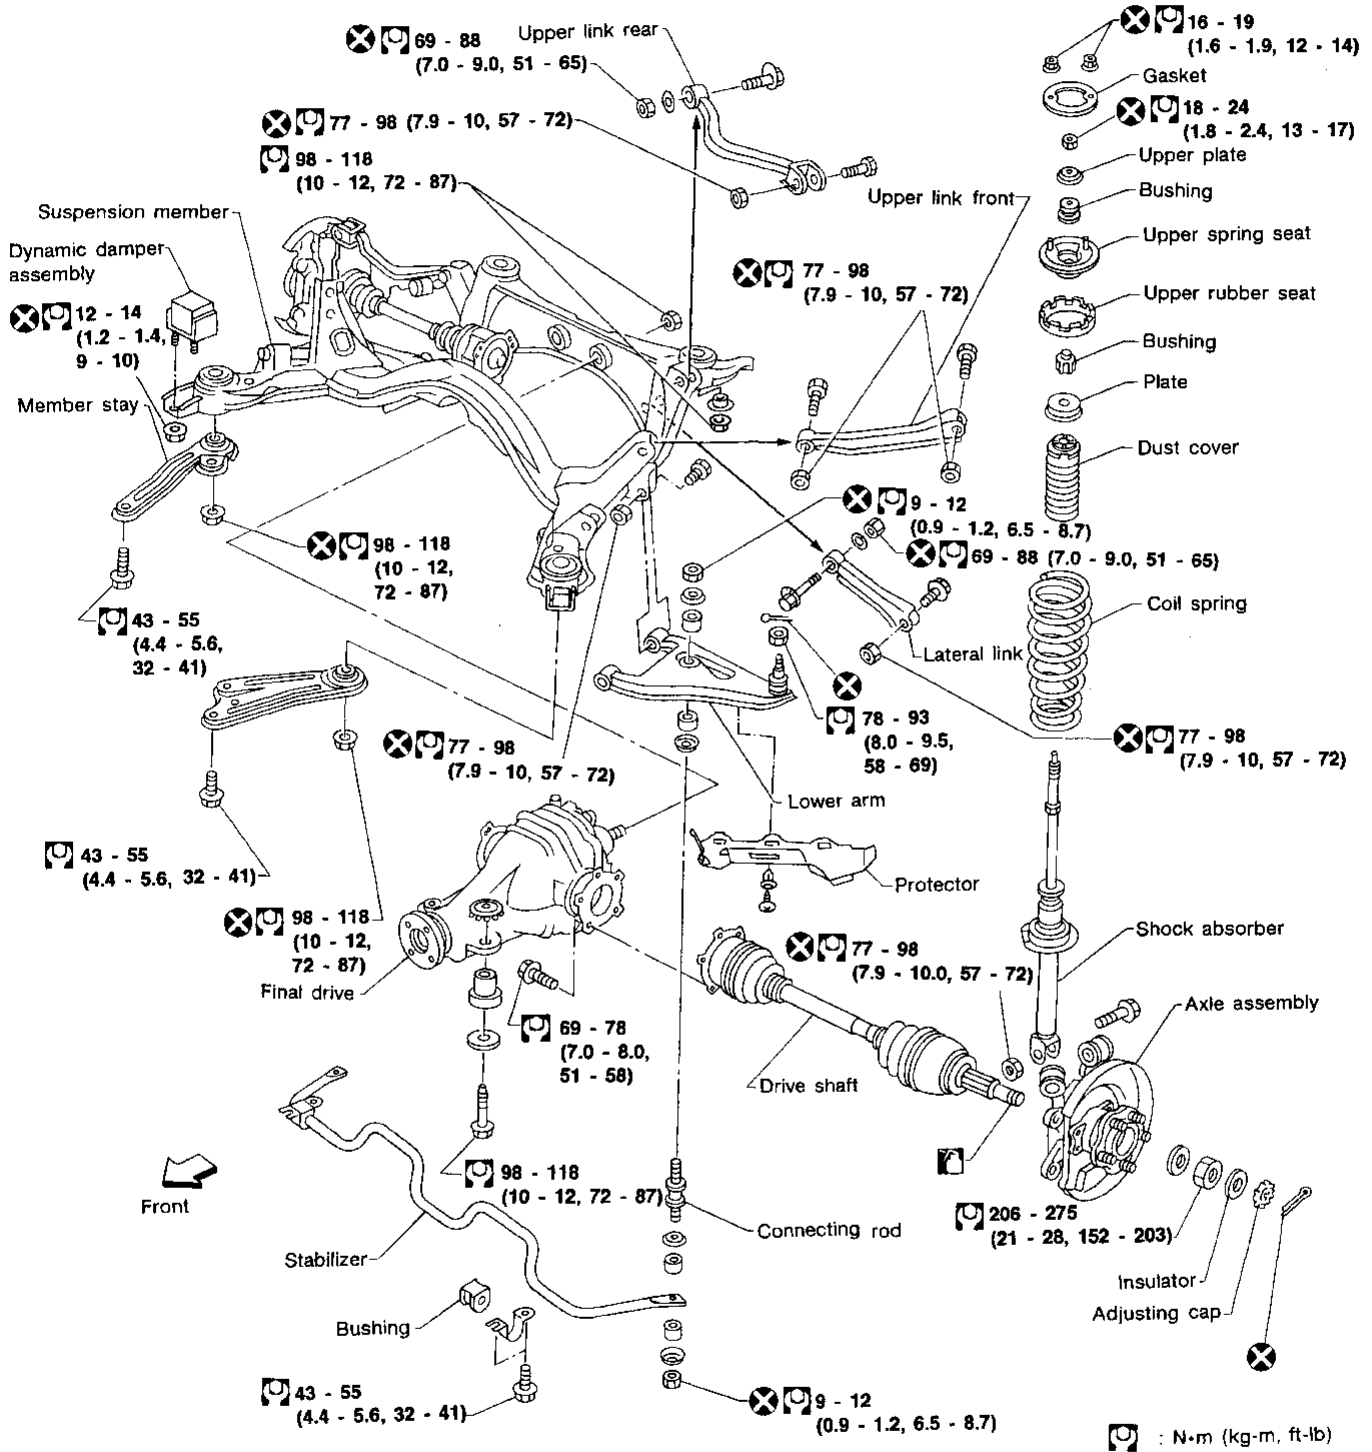 69 - 88
(7.0 - 9.0, 51 - 65)
Upper link rear
16 - 19
(1.6 - 1.9, 12 - 14)
Gasket
77 - 98 (7.9 - 10, 57 - 72)
98 - 118
(10 - 12, 72 - 87)
18 - 24
(1.8 - 2.4, 13 - 17)
Upper plate
Bushing
Upper link front
Suspension member
Dynamic damper
assembly
Upper spring seat
77 - 98
(7.9 - 10, 57 - 72)
Upper rubber seat
12 - 14
(1.2 - 1.4,
9 - 10)
Bushing
Plate
Member stay
Dust cover
9 - 12
(0.9 - 1.2, 6.5 - 8.7)
98 - 118
(10 - 12,
72 - 87)
69 - 88 (7.0 - 9.0, 51 - 65)
Coil spring
43 - 55
(4.4 - 5.6,
32 - 41)
Lateral link
78 - 93
(8.0 - 9.5,
58 - 69)
77 - 98
(7.9 - 10, 57 - 72)
77 - 98
(7.9 - 10, 57 - 72)
Lower arm
43 - 55
(4.4 - 5.6, 32 - 41)
Protector
98 - 118
(10 - 12,
72 - 87)
Final drive
77 - 98
(7.9 - 10.0, 57 - 72)
Shock absorber
Axle assembly
69 - 78
(7.0 - 8.0,
51 - 58)
Drive shaft
98 - 118
(10 - 12, 72 - 87)
Front
206 - 275
(21 - 28, 152 - 203)
Connecting rod
Stabilizer
Insulator
Adjusting cap
Bushing
43 - 55
(4.4 - 5.6, 32 - 41)
9 - 12
(0.9 - 1.2, 6.5 - 8.7)
: N•m (kg-m, ft-lb)